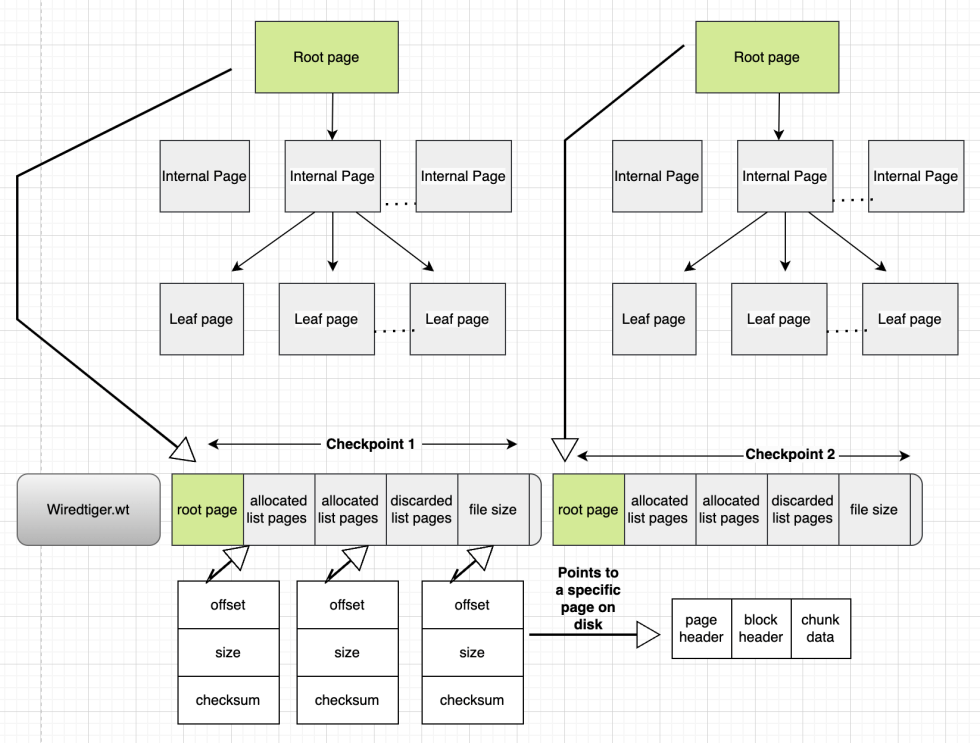 Root page
Root page
Internal Page
Internal Page
Internal Page
Internal Page
Internal Page
Internal Page
Leaf page
Leaf page
Leaf page
Leaf page
Leaf page
Leaf page
Checkpoint 1
Checkpoint 2
Wiredtiger.wt
root page
allocated
list pages
allocated
list pages
discarded
list pages
file size
root page
allocated
list pages
allocated
list pages
discarded
list pages
file size
offset
size
checksum
offset
size
checksum
offset
size
checksum
Points to
a specific
page on
disk
page
header
block
header
chunk
data